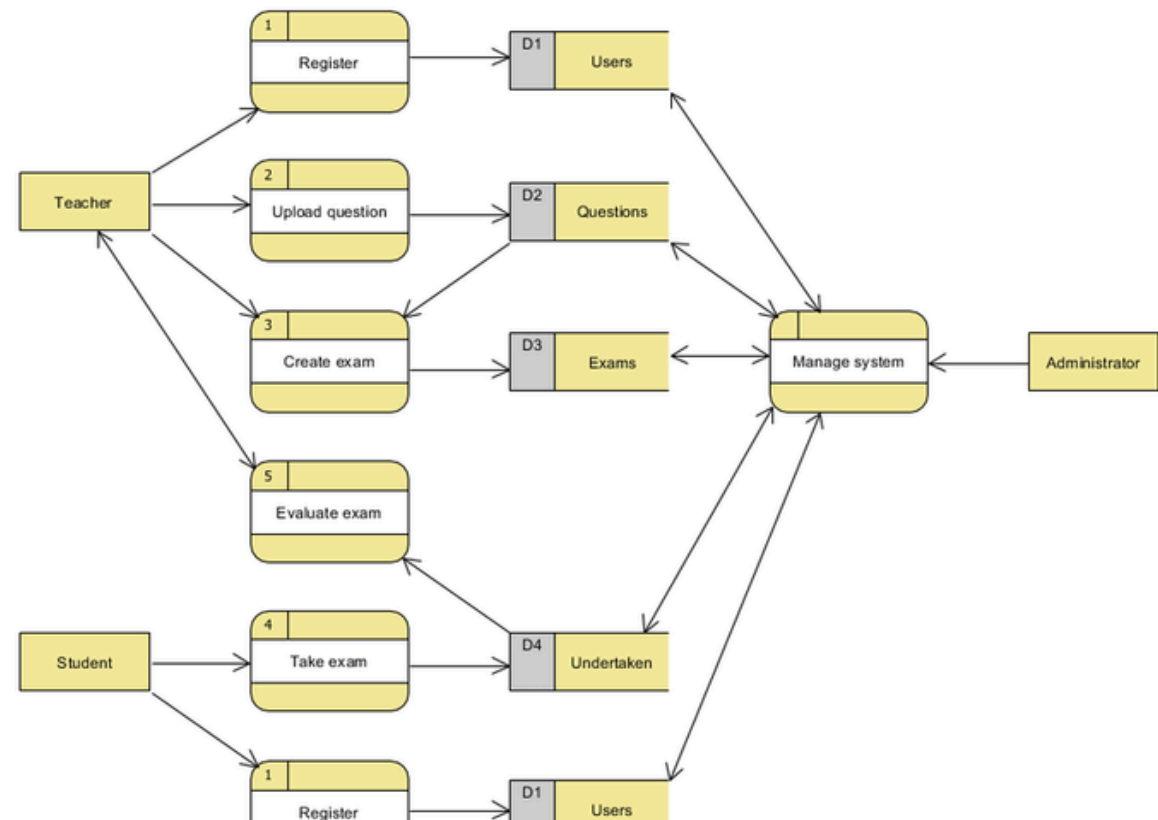 1
Register
D1
Users
Teacher
2
Upload question
D2
Questions
3
Create exam
D3
Exams
Manage system
Administrator
5
Evaluate exam
Student
4
Take exam
D4
Undertaken
1
Register
D1
Users